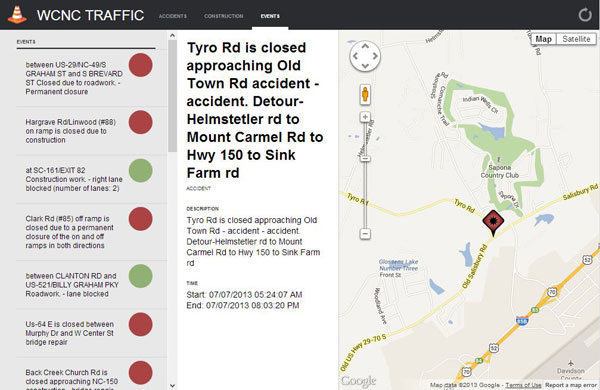 WCNC TRAFFIC
ACCIDENTS
CONSTRUCTION
EVENTS
EVENTS
between US-29/NC-49/S
GRAHAM ST and S BREVARD
ST Closed due to roadwork. -
Permanent closure
Hargrave Rd/Linwood (#88)
on ramp is closed due to
construction
at SC-161/EXIT 82
Construction work. - right lane
blocked (number of lanes: 2)
Clark Rd (#85) off ramp is
closed due to a permanent
closure of the on and off
ramps in both directions
between CLANTON RD and
US-521/BILLY GRAHAM PKY
Roadwork. - lane blocked
Us-64 E is closed between
Murphy Dr and W Center St
bridge repair
Back Creek Church Rd is
closed approaching NC-150
Tyro Rd is closed
approaching Old
Town Rd accident -
accident. Detour-
Helmstetler rd to
Mount Carmel Rd to
Hwy 150 to Sink
Farm rd
ACCIDENT
DESCRIPTION
Tyro Rd is closed approaching Old
Town Rd - accident - accident.
Detour-Helmstetler rd to Mount
Carmel Rd to Hwy 150 to Sink Farm
rd
TIME
Start: 07/07/2013 05:24:07 AM
End: 07/07/2013 08:03:20 PM
Map
Satellite
Indian Wells Cir
Comanche Trail
Sapona
Country Club
Sapona Dr
Tyro Rd
Tyro Rd
Salisbury Rd
Old Salisbury Rd
Glostens Lake
Number Three
Front St
Woodland Ave
Old US Hwy 29-70 S
85
85
Davidson
County
Google
Map data ©2013 Google - Terms of Use
Report a map error